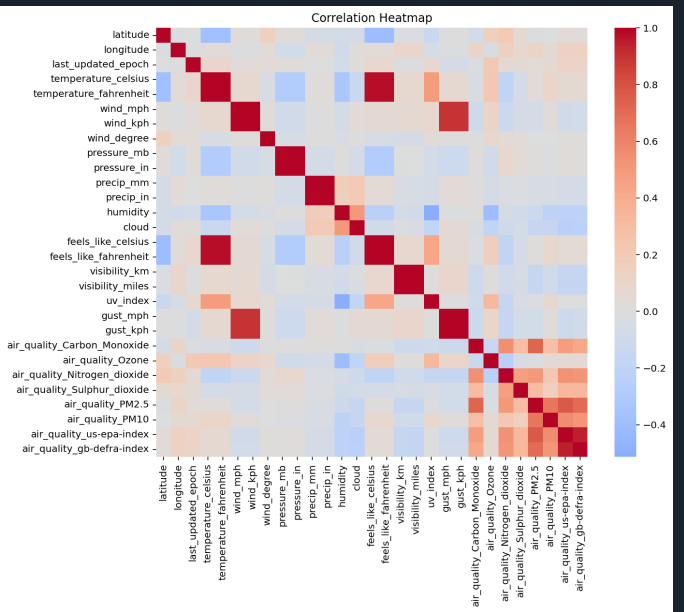 Correlation Heatmap
latitude
longitude
last_updated_epoch
temperature_celsius
temperature_fahrenheit
wind_mph
wind_kph
wind_degree
pressure_mb
pressure_in
precip_mm
precip_in
humidity
cloud
feels_like_celsius
feels_like_fahrenheit
visibility_km
visibility_miles
uv_index
gust_mph
gust_kph
air_quality_Carbon_Monoxide
air_quality_Ozone
air_quality_Nitrogen_dioxide
air_quality_Sulphur_dioxide
air_quality_PM2.5
air_quality_PM10
air_quality_us-epa-index
air_quality_gb-defra-index
latitude
longitude
last_updated_epoch
temperature_celsius
temperature_fahrenheit
wind_mph
wind_kph
wind_degree
pressure_mb
pressure_in
precip_mm
precip_in
humidity
cloud
feels_like_celsius
feels_like_fahrenheit
visibility_km
visibility_miles
uv_index
gust_mph
gust_kph
air_quality_Carbon_Monoxide
air_quality_Ozone
air_quality_Nitrogen_dioxide
air_quality_Sulphur_dioxide
air_quality_PM2.5
air_quality_PM10
air_quality_us-epa-index
air_quality_gb-defra-index
1.0
0.8
0.6
0.4
0.2
0.0
−0.2
−0.4